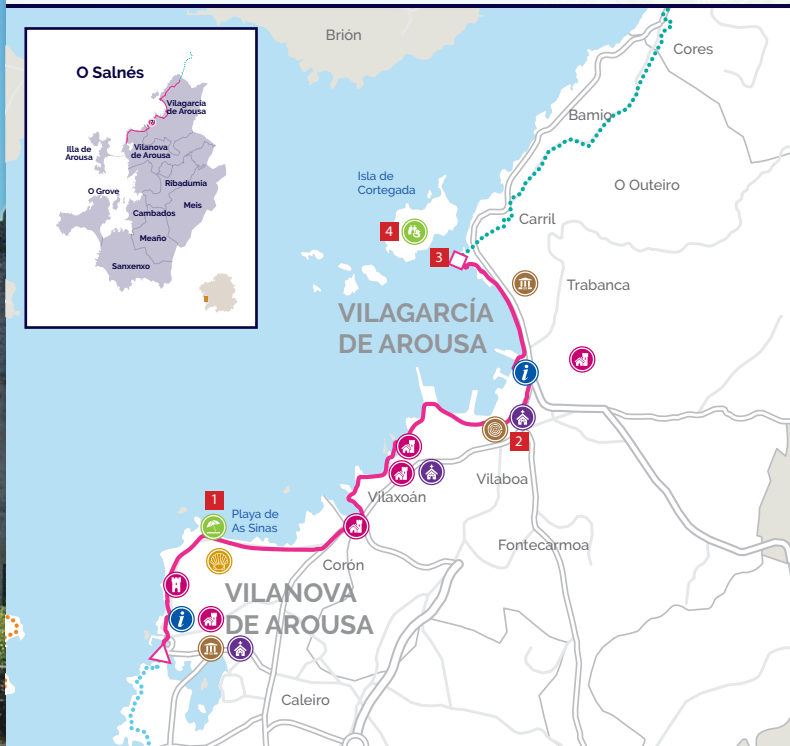 Brión
Cores
O Salnés
Vilagarcía
de Arousa
Illa de
Arousa
Vilanova
de Arousa
Ribadumia
O Grove
Meis
Cambados
Meaño
Sanxenxo
Bamio
Isla de
Cortegada
O Outeiro
4
Carril
3
Trabanca
VILAGARCÍA
DE AROUSA
i
2
Vilaboa
Vilaxoán
1
Playa de
As Sinas
Fontecarmoa
Corón
VILANOVA
DE AROUSA
i
Caleiro